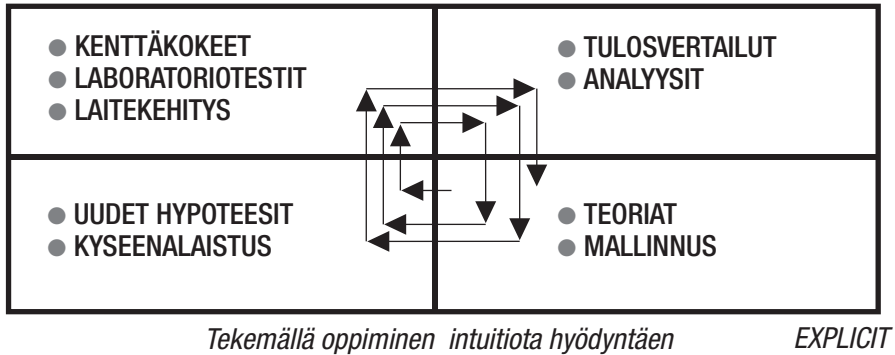 ● KENTTÄKOKEET
● LABORATORIOTESTIT
● LAITEKEHITYS
● TULOSVERTAILUT
● ANALYYSIT
● UUDET HYPOTEESIT
● KYSEENALAISTUS
● TEORIAT
● MALLINNUS
Tekemällä oppiminen intuitiota hyödyntäen EXPLICIT